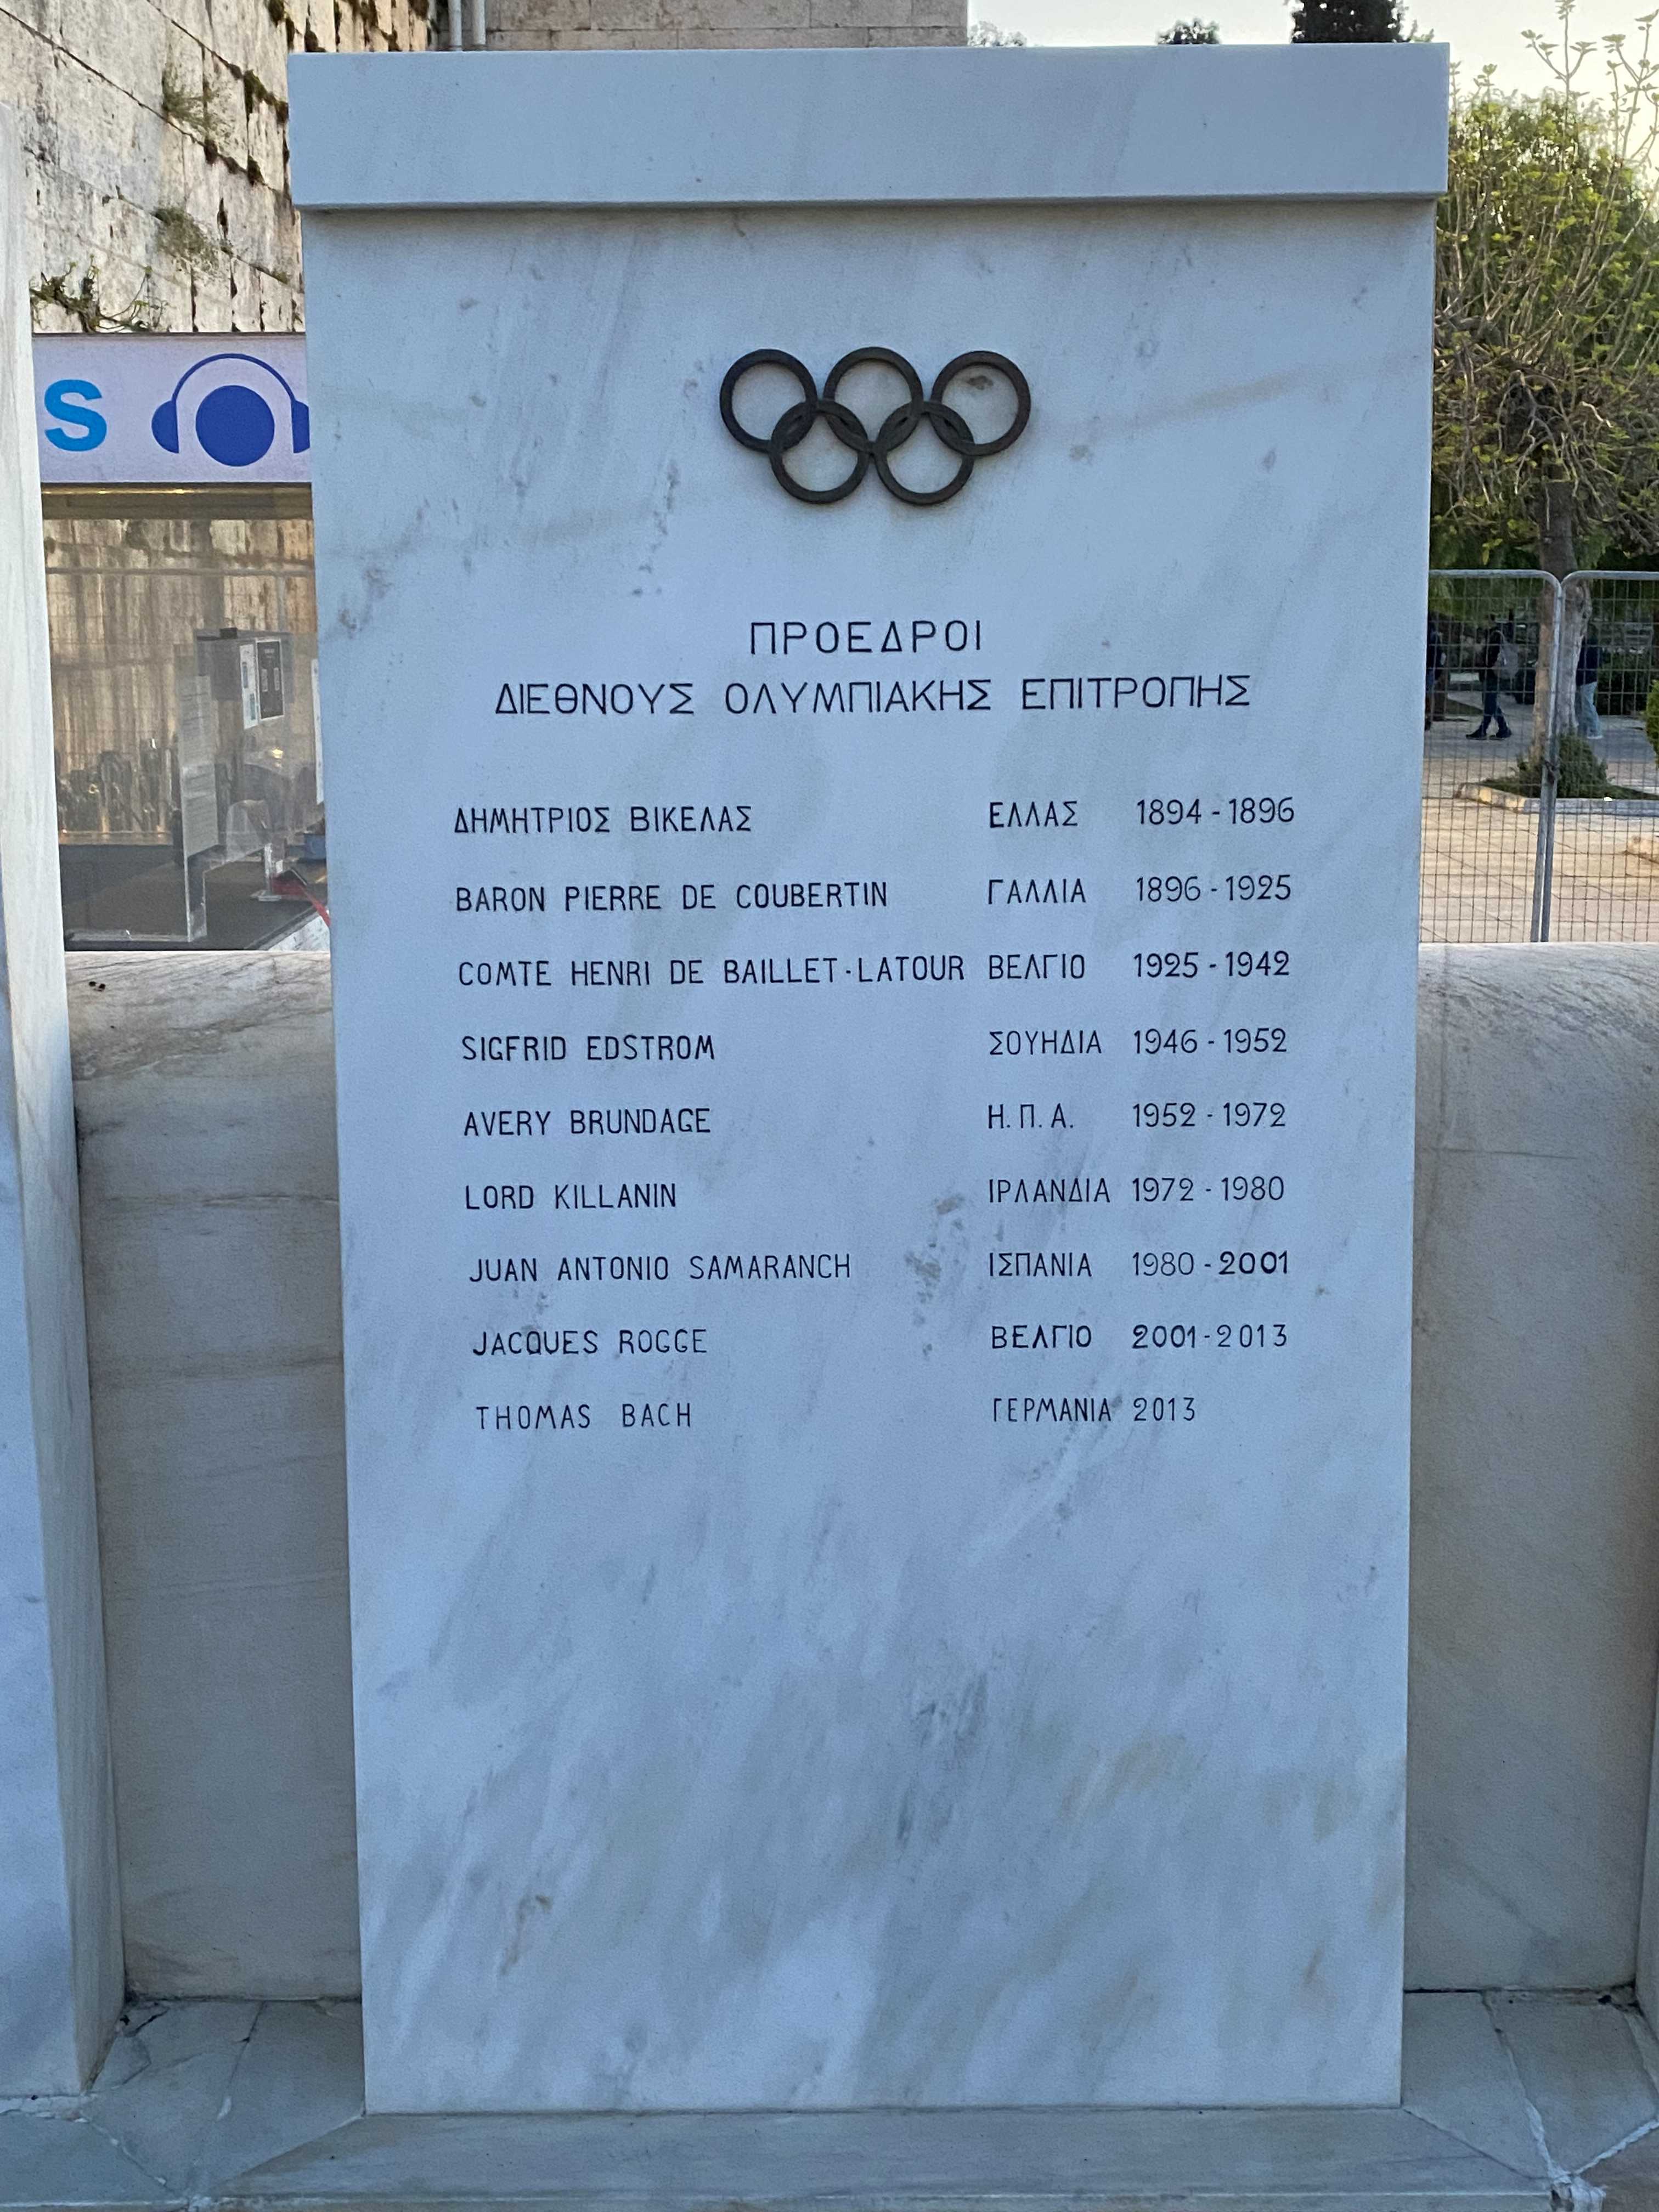 S
ΠΡΟΕΔΡΟΙ
ΔΙΕΘΝΟΥΣ ΟΛΥΜΠΙΑΚΗΣ ΕΠΙΤΡΟΠΗΣ
ΔΗΜΗΤΡΙΟΣ ΒΙΚΕΛΑΣ ΕΛΛΑΣ 1894 - 1896
BARON PIERRE DE COUBERTIN ΓΑΛΛΙΑ 1896 - 1925
COMTE HENRI DE BAILLET-LATOUR ΒΕΛΓΙΟ 1925 - 1942
SIGFRID EDSTROM ΣΟΥΗΔΙΑ 1946 - 1952
AVERY BRUNDAGE Η.Π.Α. 1952 - 1972
LORD KILLANIN ΙΡΛΑΝΔΙΑ 1972 - 1980
JUAN ANTONIO SAMARANCH ΙΣΠΑΝΙΑ 1980 - 2001
JACQUES ROGGE ΒΕΛΓΙΟ 2001-2013
THOMAS BACH ΓΕΡΜΑΝΙΑ 2013